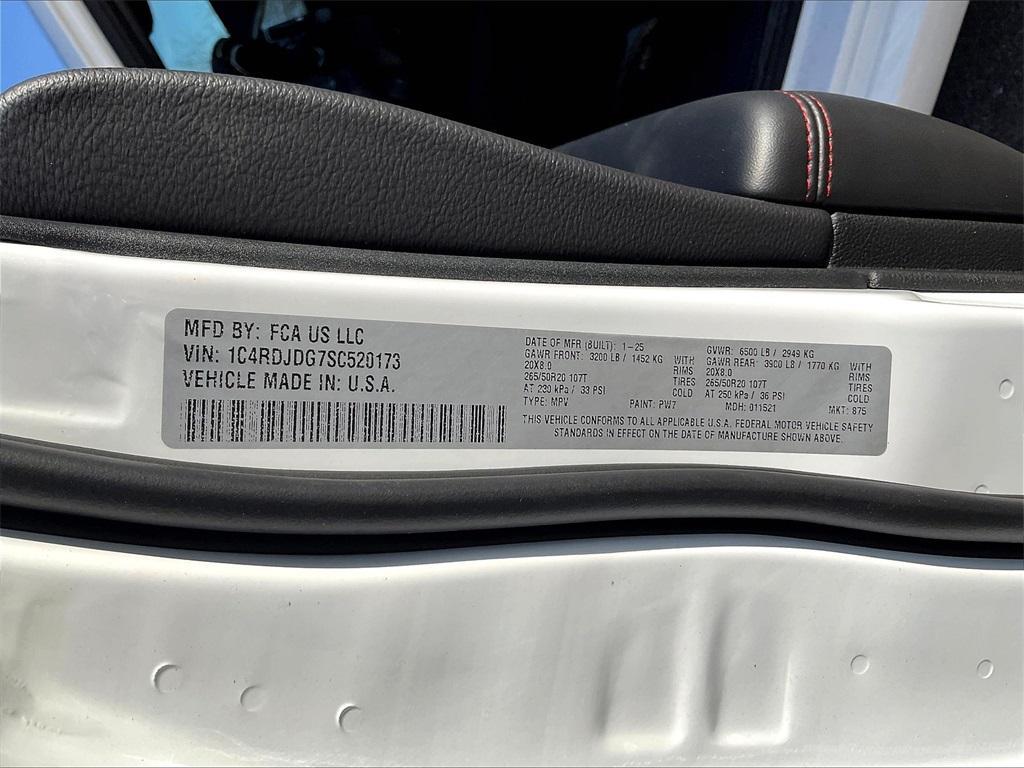 MFD BY: FCA US LLC
VIN: 1C4RDJDG7SC520173
VEHICLE MADE IN: U.S.A.
DATE OF MFR (BUILT): 1-25 GVWR: 6500 LB / 2949 KG
GAWR FRONT: 3200 LB / 1452 KG WITH GAWR REAR: 3900 LB / 1770 KG WITH
20X8.0 RIMS 20X8.0 RIMS
265/50R20 107T TIRES 265/50R20 107T TIRES
AT 230 kPa / 33 PSI COLD AT 250 kPa / 36 PSI COLD
TYPE: MPV PAINT: PW7 MDH: 011521 MKT: 875
THIS VEHICLE CONFORMS TO ALL APPLICABLE U.S.A. FEDERAL MOTOR VEHICLE SAFETY
STANDARDS IN EFFECT ON THE DATE OF MANUFACTURE SHOWN ABOVE.